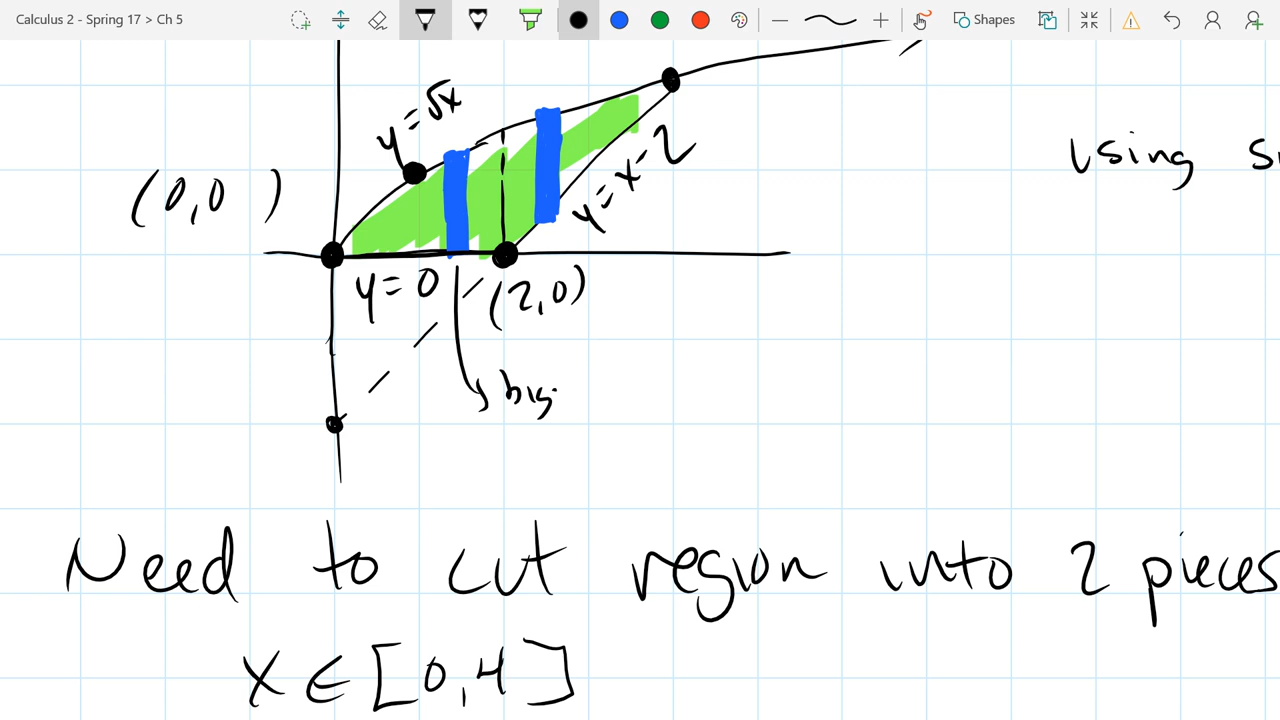 Calculus 2 - Spring 17 > Ch 5
Shapes
y=√x
using
(0,0 )
y=x-2
y=0
(2,0)
Need to cut region into 2 pieces
x∈[0,4]